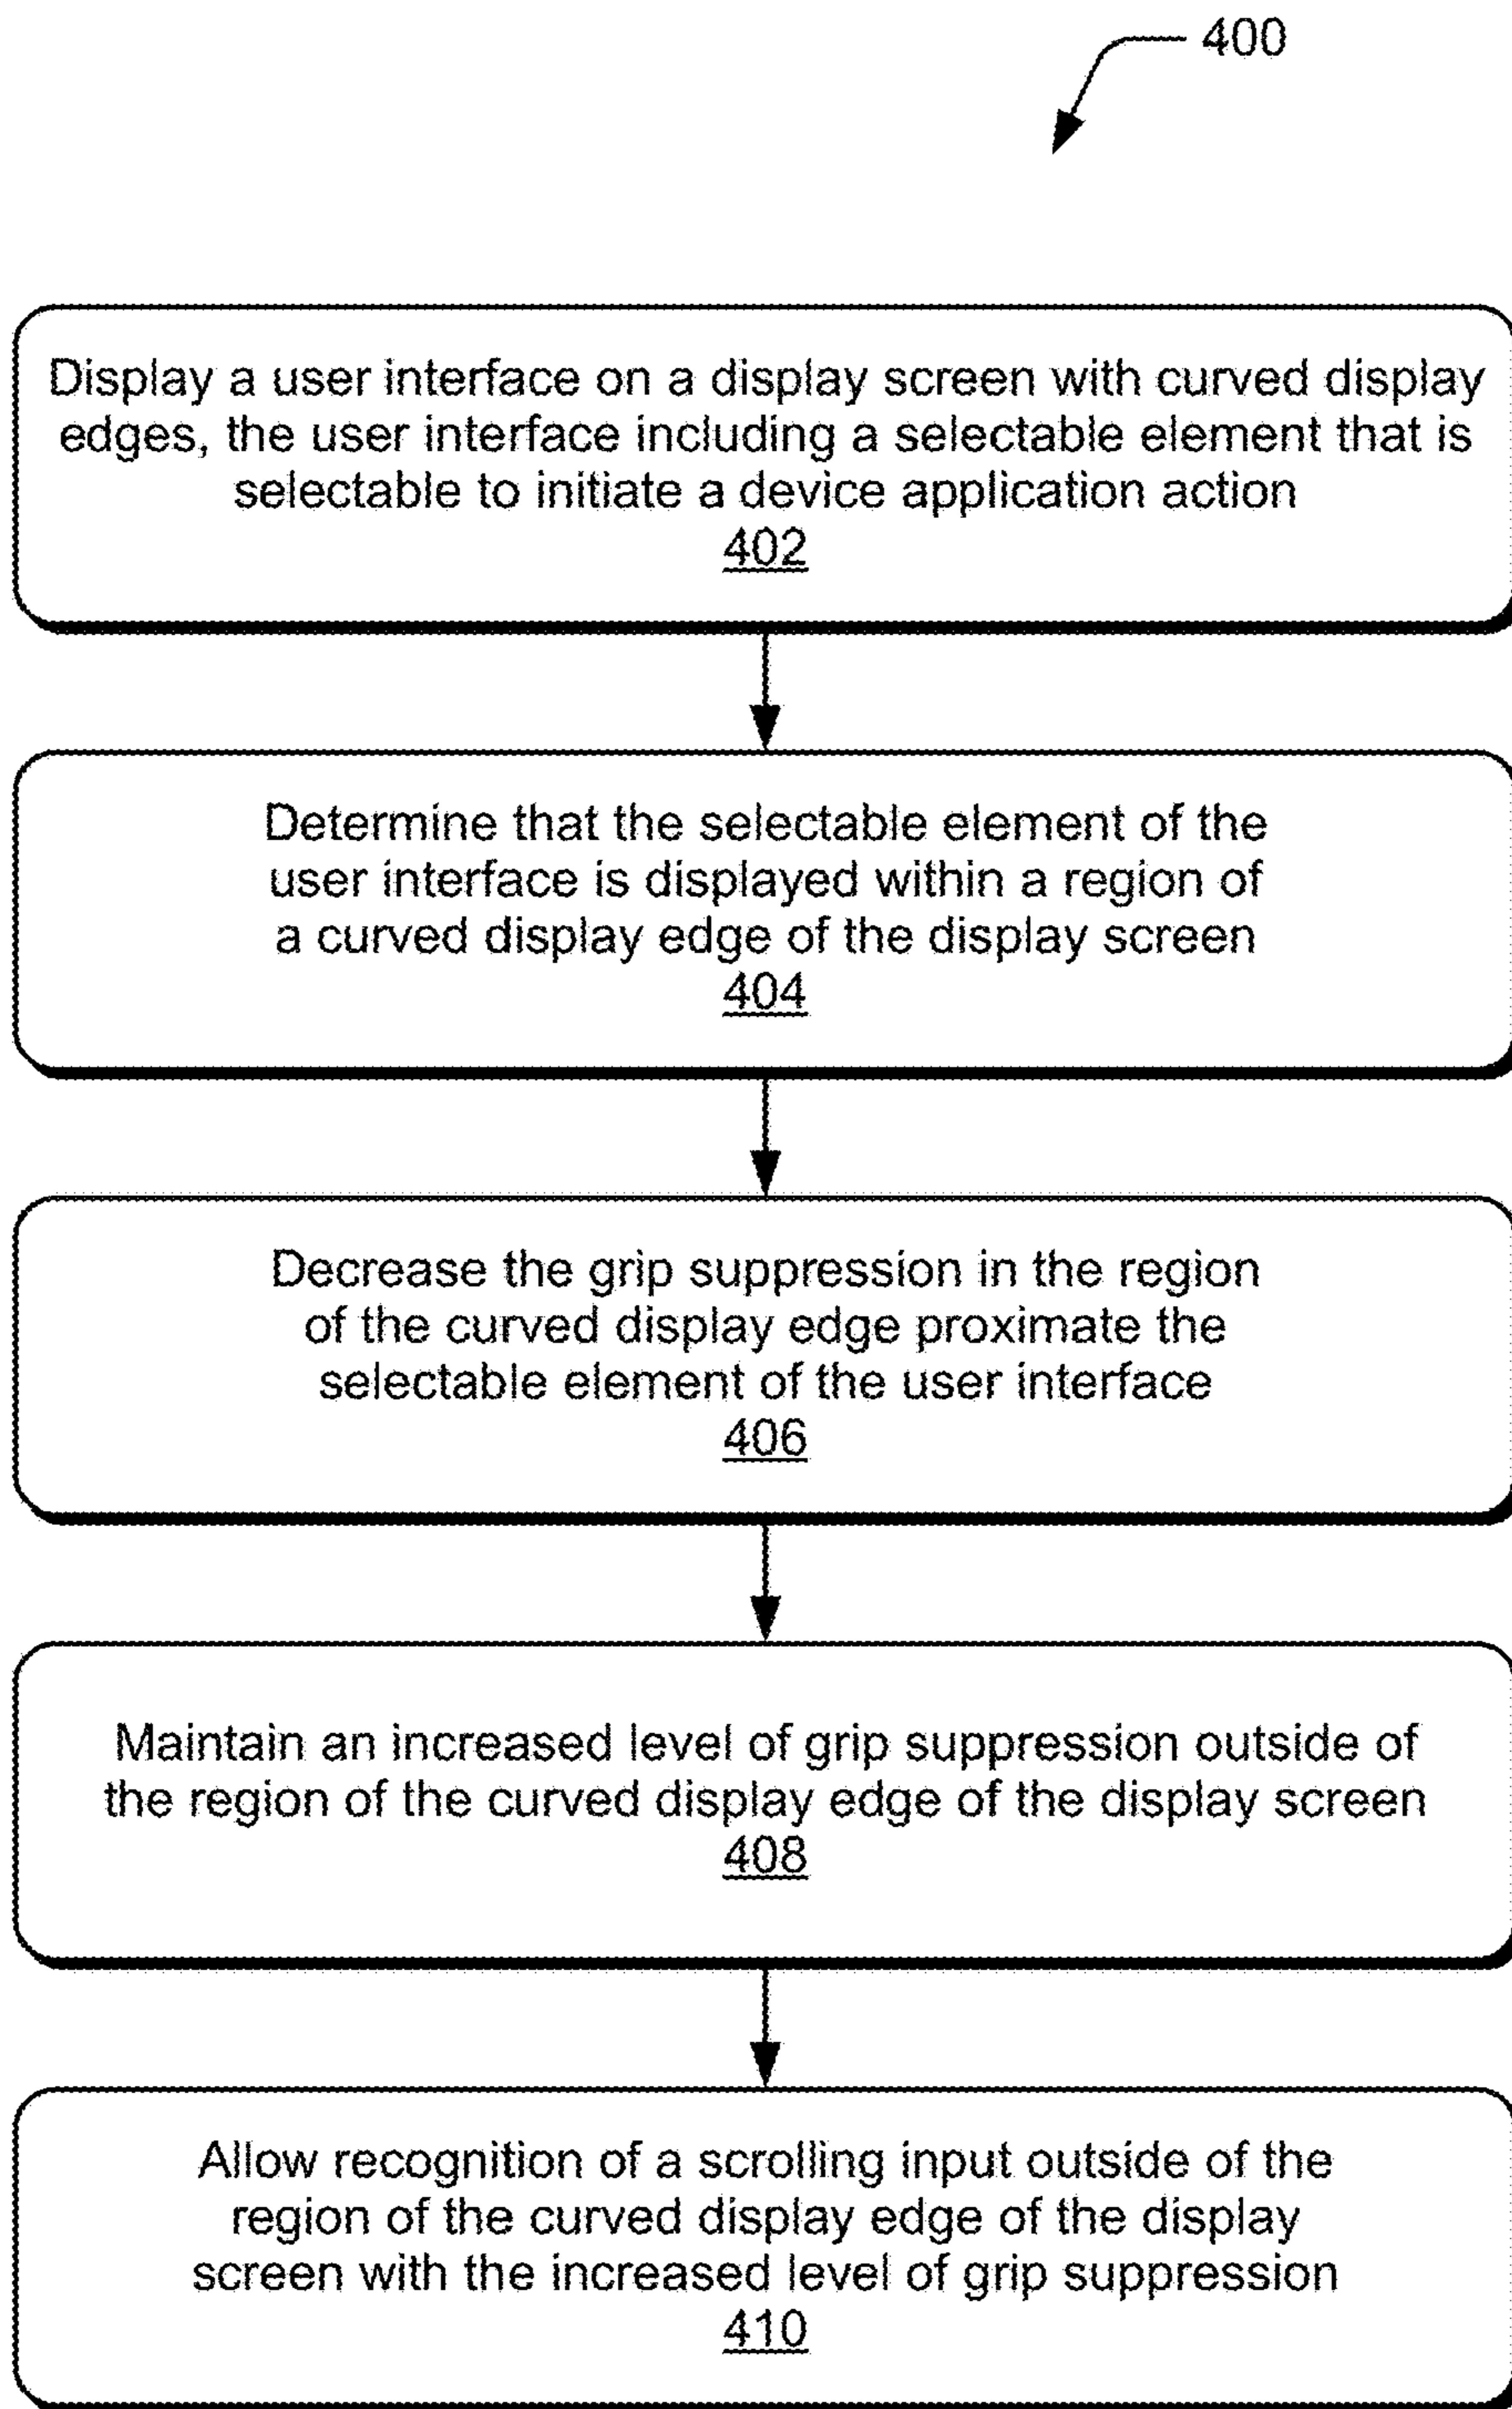 400
Display a user interface on a display screen with curved display
edges, the user interface including a selectable element that is
selectable to initiate a device application action
402
Determine that the selectable element of the
user interface is displayed within a region of
a curved display edge of the display screen
404
Decrease the grip suppression in the region
of the curved display edge proximate the
selectable element of the user interface
406
Maintain an increased level of grip suppression outside of
the region of the curved display edge of the display screen
408
Allow recognition of a scrolling input outside of the
region of the curved display edge of the display
screen with the increased level of grip suppression
410